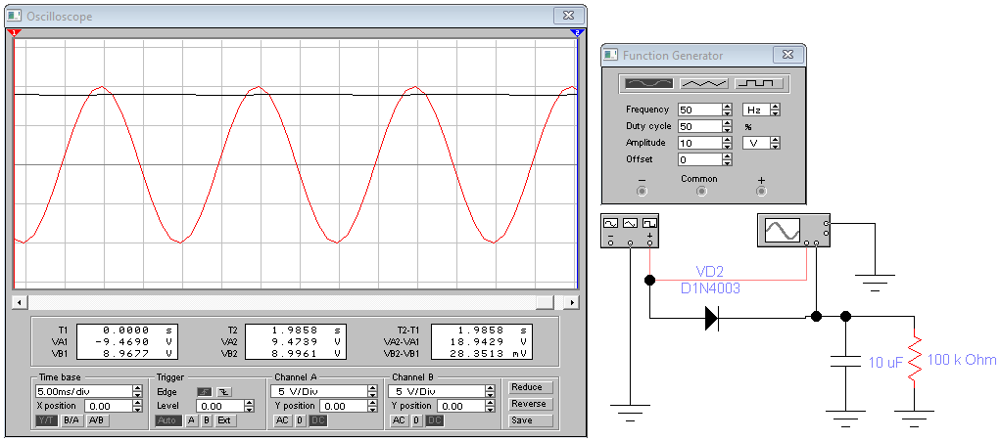 Oscilloscope
1
2
T1 0.0000 s T2 1.9858 s T2-T1 1.9858 s
VA1 -9.4690 V VA2 9.4739 V VA2-VA1 18.9429 V
VB1 8.9677 V VB2 8.9961 V VB2-VB1 28.3513 mV
Time base Trigger Channel A Channel B
5.00ms/div Edge 5 V/Div 5 V/Div Reduce
X position 0.00 Level 0.00 Y position 0.00 Y position 0.00 Reverse
Y/T B/A A/B Auto A B Ext AC 0 DC AC 0 DC Save
Function Generator
Frequency 50 Hz
Duty cycle 50 %
Amplitude 10 V
Offset 0
− Common +
− +
VD2
D1N4003
10 uF 100 k Ohm